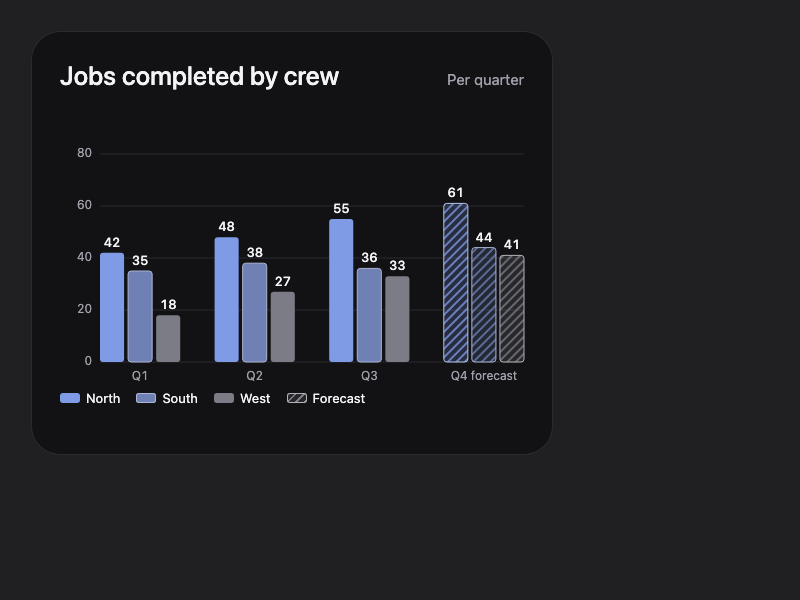 Jobs completed by crew
Per quarter
80
60
40
20
0
42
35
18
48
38
27
55
36
33
61
44
41
Q1
Q2
Q3
Q4 forecast
North
South
West
Forecast